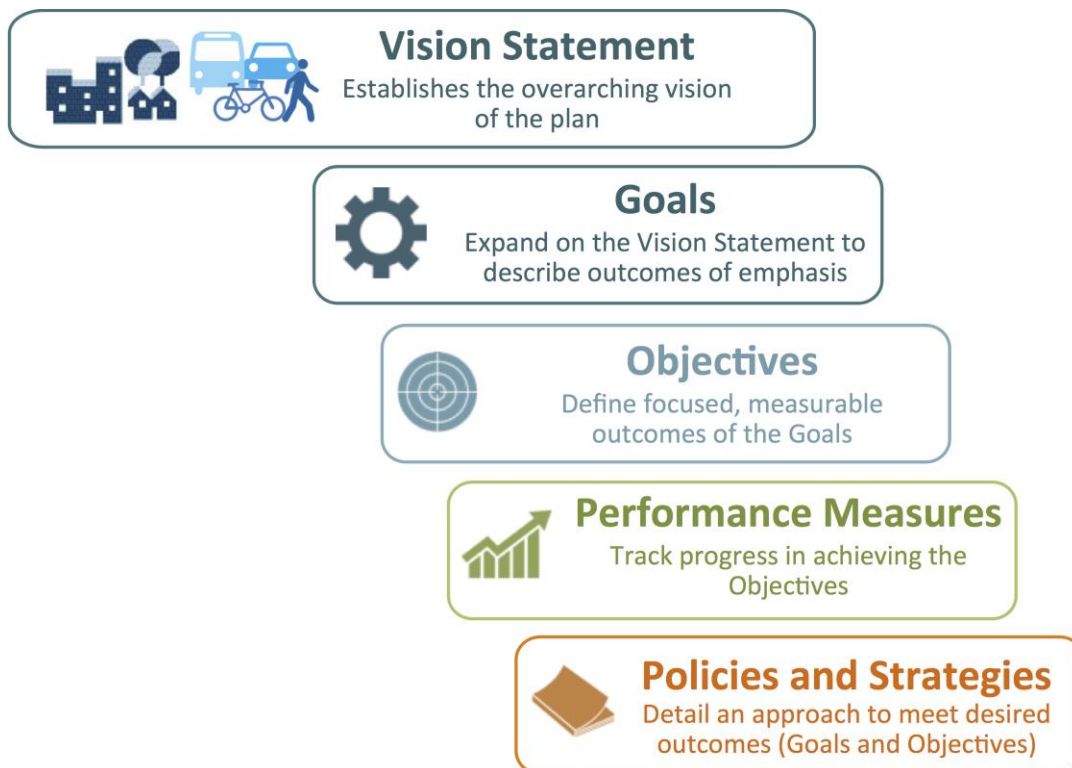 Vision Statement
Establishes the overarching vision
of the plan
Goals
Expand on the Vision Statement to
describe outcomes of emphasis
Objectives
Define focused, measurable
outcomes of the Goals
Performance Measures
Track progress in achieving the
Objectives
Policies and Strategies
Detail an approach to meet desired
outcomes (Goals and Objectives)